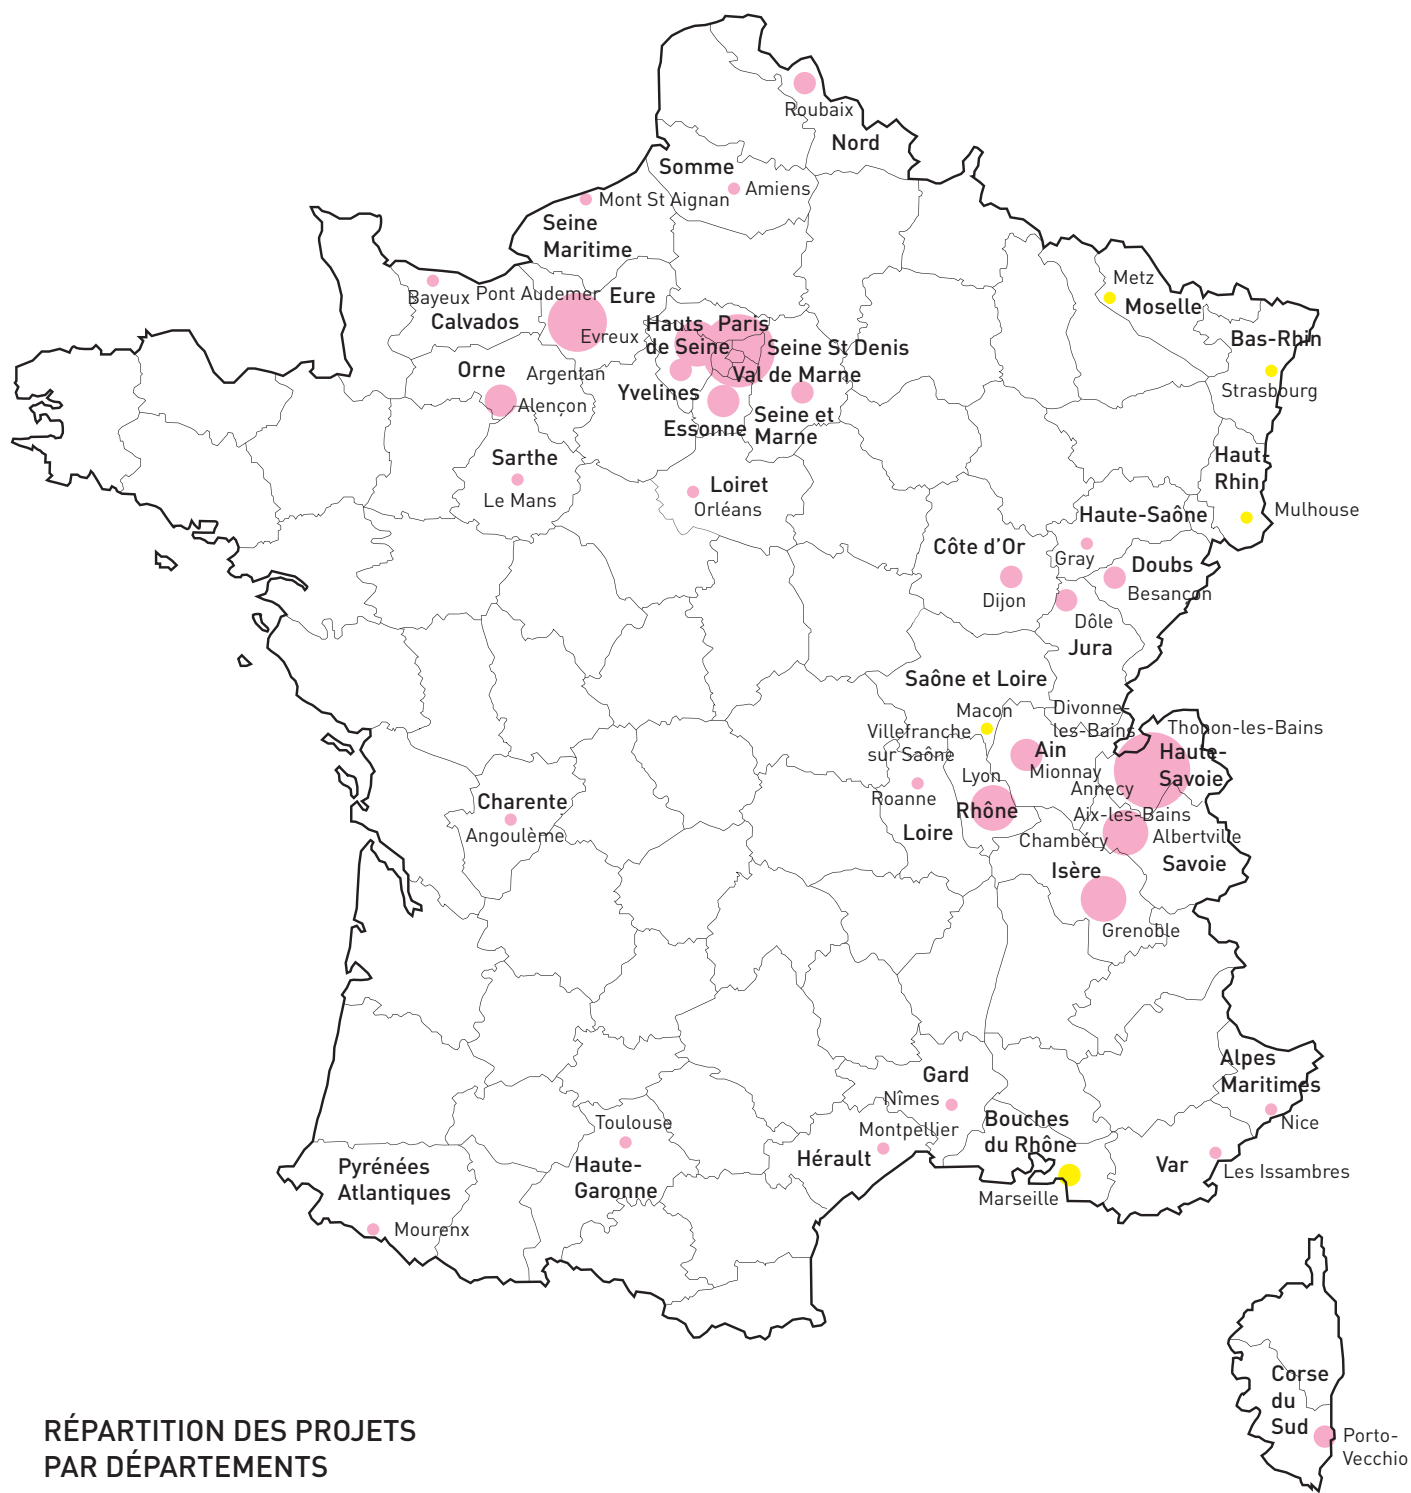 Roubaix
Nord
Somme
Amiens
Mont St Aignan
Seine
Maritime
Bayeux
Pont Audemer
Eure
Calvados
Evreux
Hauts
de Seine
Paris
Seine St Denis
Val de Marne
Orne
Argentan
Alençon
Yvelines
Essonne
Seine et
Marne
Metz
Moselle
Bas-Rhin
Strasbourg
Sarthe
Le Mans
Loiret
Orléans
Haut-
Rhin
Mulhouse
Haute-Saône
Gray
Côte d’Or
Dijon
Doubs
Besançon
Dôle
Jura
Saône et Loire
Macon
Divonne-
les-Bains
Villefranche
sur Saône
Thonon-les-Bains
Haute-
Savoie
Ain
Mionnay
Annecy
Lyon
Roanne
Rhône
Loire
Aix-les-Bains
Chambéry
Albertville
Savoie
Isère
Grenoble
Charente
Angoulème
Alpes
Maritimes
Nice
Gard
Nîmes
Montpellier
Hérault
Bouches
du Rhône
Marseille
Var
Les Issambres
Toulouse
Haute-
Garonne
Pyrénées
Atlantiques
Mourenx
Corse
du
Sud
Porto-
Vecchio
RÉPARTITION DES PROJETS
PAR DÉPARTEMENTS